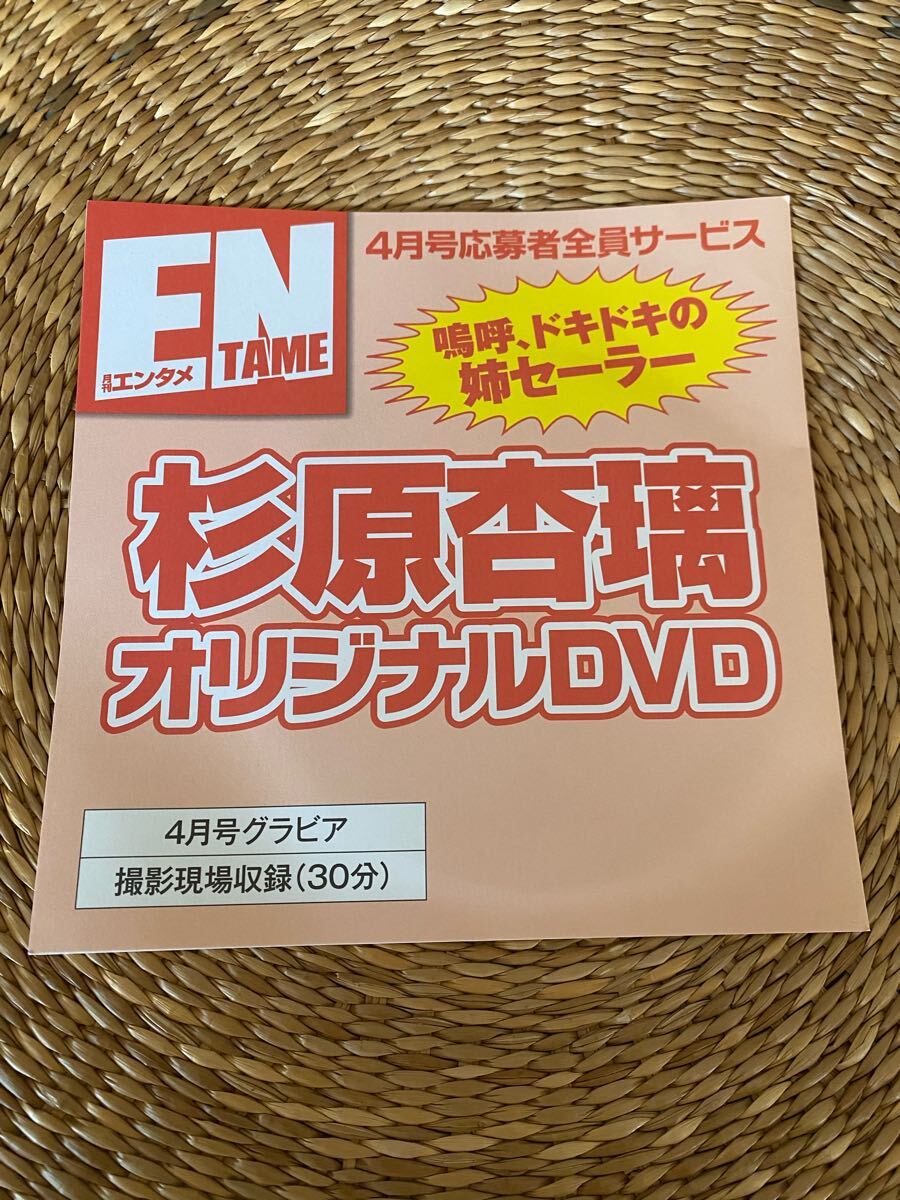 EN
TAME
月刊エンタメ
4月号応募者全員サービス
嗚呼、ドキドキの
姉セーラー
杉原杏璃
オリジナルDVD
4月号グラビア
撮影現場収録（30分）